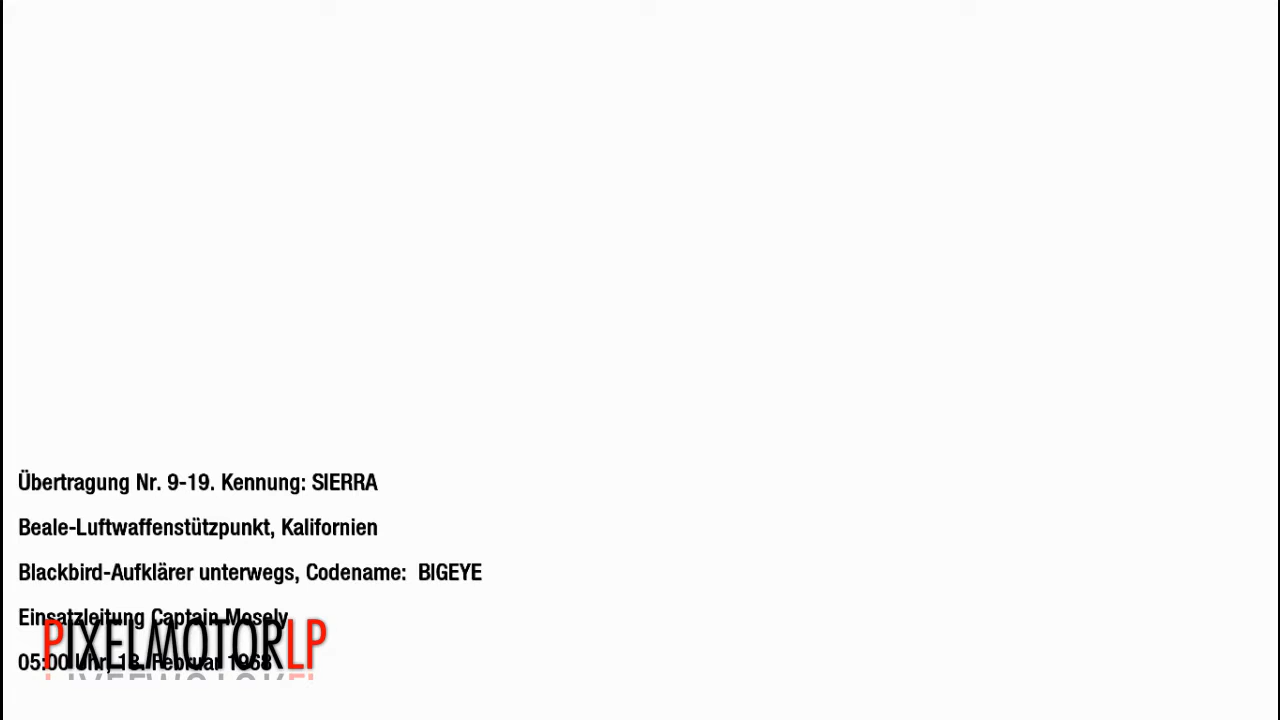 Übertragung Nr. 9-19. Kennung: SIERRA
Beale-Luftwaffenstützpunkt, Kalifornien
Blackbird-Aufklärer unterwegs, Codename: BIGEYE
Einsatzleitung Captain Mosely
PIXELMOTORLP
05:00 Uhr, 18. Februar 1968